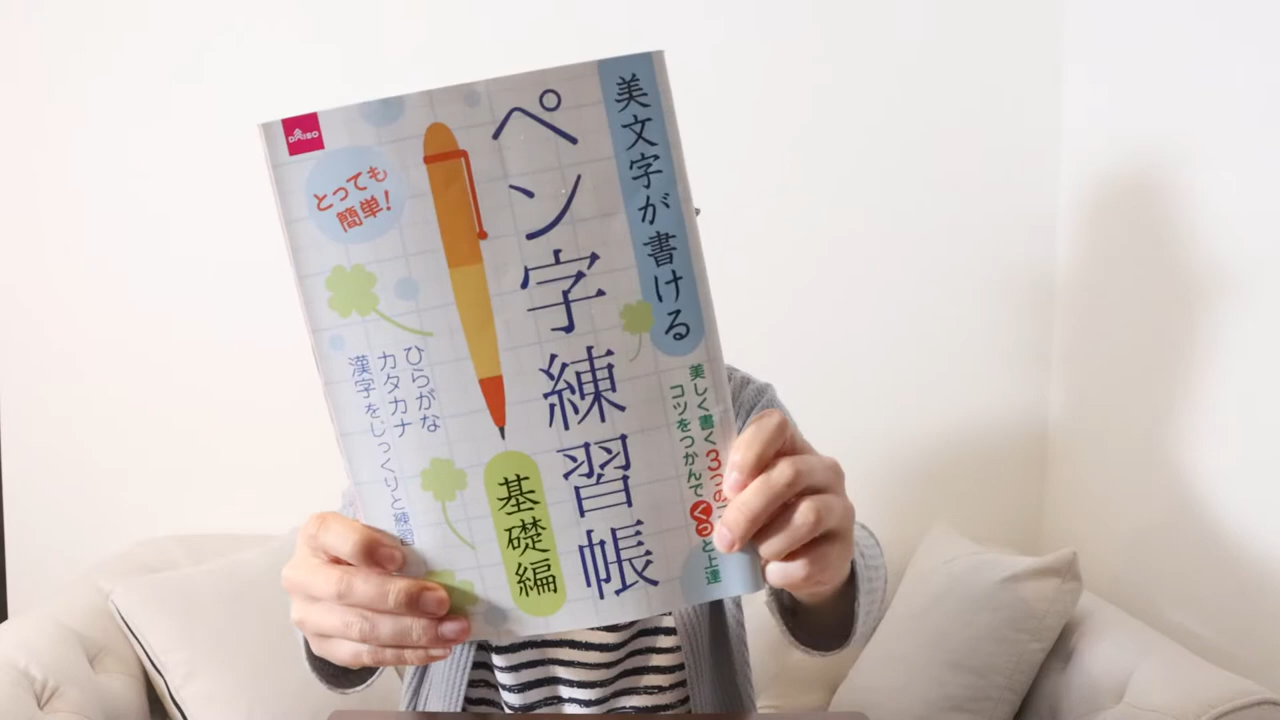 美文字が書ける
ペン字練習帳
基礎編
DAISO
とっても
簡単!
美しく書く3つの
コツをつかんでぐっと上達
ひらがな
カタカナ
漢字をじっくりと練習